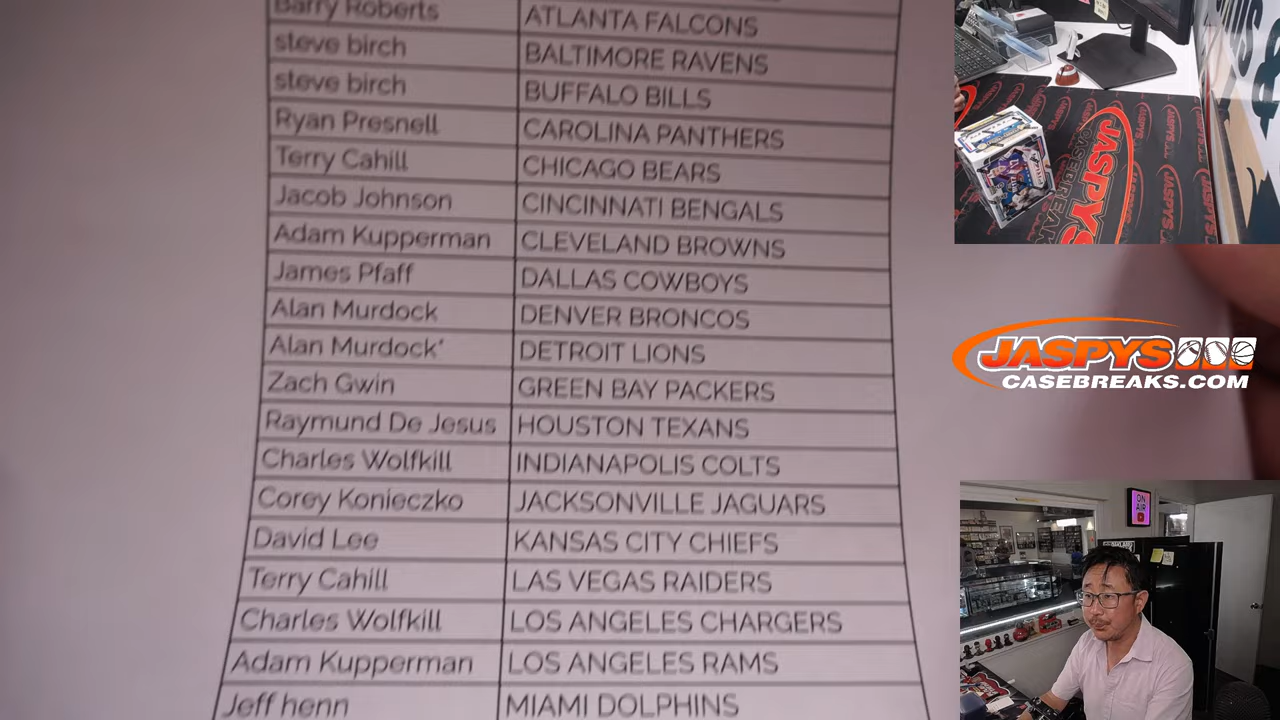 Barry Roberts ATLANTA FALCONS
steve birch BALTIMORE RAVENS
steve birch BUFFALO BILLS
Ryan Presnell CAROLINA PANTHERS
Terry Cahill CHICAGO BEARS
Jacob Johnson CINCINNATI BENGALS
Adam Kupperman CLEVELAND BROWNS
James Pfaff DALLAS COWBOYS
Alan Murdock DENVER BRONCOS
Alan Murdock* DETROIT LIONS
Zach Gwin GREEN BAY PACKERS
Raymund De Jesus HOUSTON TEXANS
Charles Wolfkill INDIANAPOLIS COLTS
Corey Konieczko JACKSONVILLE JAGUARS
David Lee KANSAS CITY CHIEFS
Terry Cahill LAS VEGAS RAIDERS
Charles Wolfkill LOS ANGELES CHARGERS
Adam Kupperman LOS ANGELES RAMS
Jeff henn MIAMI DOLPHINS
JASPYS
JASPYS
JASPYS
CASEBREAKS.COM
ON
AIR